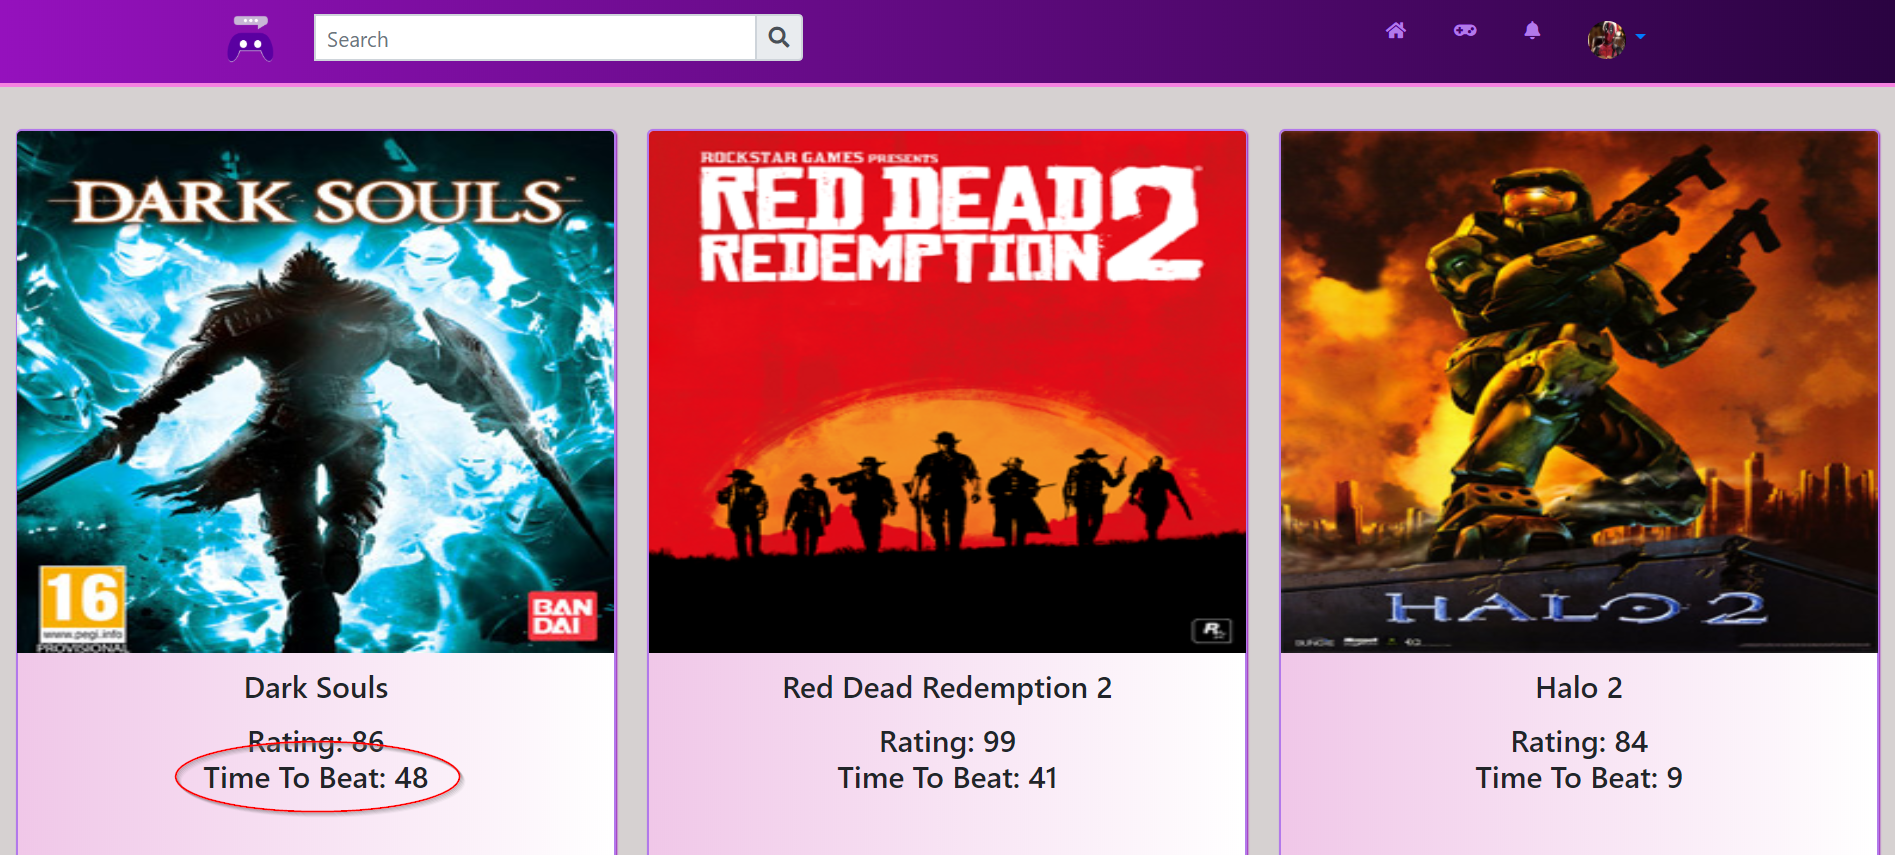 Search
DARK SOULS
16
www.pegi.info
PROVISIONAL
BAN
DAI
Dark Souls
Rating: 86
Time To Beat: 48
ROCKSTAR GAMES PRESENTS
RED DEAD
REDEMPTION 2
R
Red Dead Redemption 2
Rating: 99
Time To Beat: 41
HALO 2
BUNGIE
Halo 2
Rating: 84
Time To Beat: 9